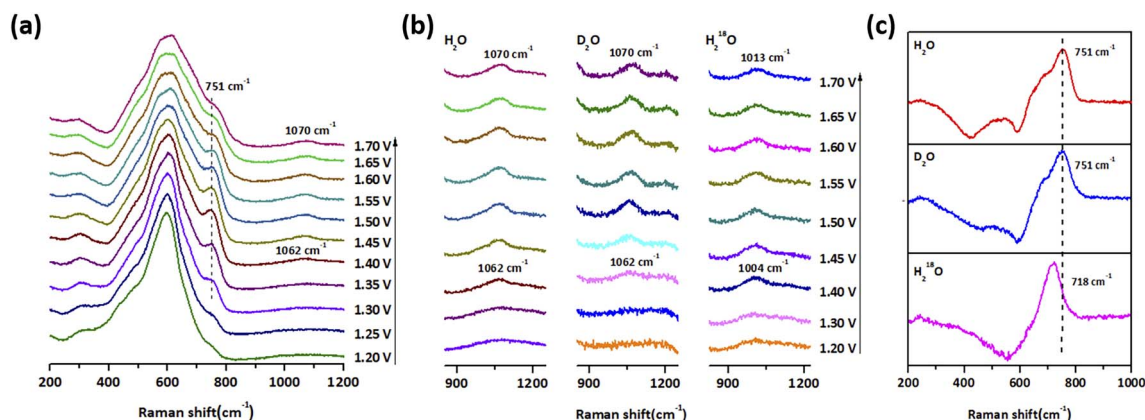 (a)
751 cm⁻¹
1070 cm⁻¹
1062 cm⁻¹
1.70 V
1.65 V
1.60 V
1.55 V
1.50 V
1.45 V
1.40 V
1.35 V
1.30 V
1.25 V
1.20 V
200 400 600 800 1000 1200
Raman shift(cm⁻¹)
(b)
H₂O
1070 cm⁻¹
1062 cm⁻¹
900 1200
D₂O
1070 cm⁻¹
1062 cm⁻¹
900 1200
H₂¹⁸O
1013 cm⁻¹
1004 cm⁻¹
900 1200
1.70 V
1.65 V
1.60 V
1.55 V
1.50 V
1.45 V
1.40 V
1.30 V
1.20 V
Raman shift(cm⁻¹)
(c)
H₂O
751 cm⁻¹
D₂O
751 cm⁻¹
H₂¹⁸O
718 cm⁻¹
200 400 600 800 1000
Raman shift(cm⁻¹)